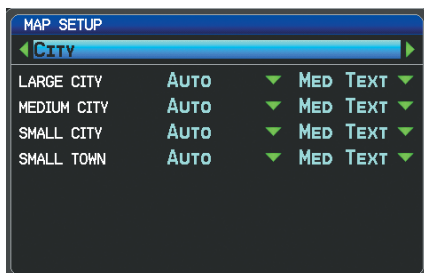 MAP SETUP
CITY
LARGE CITY AUTO MED TEXT
MEDIUM CITY AUTO MED TEXT
SMALL CITY AUTO MED TEXT
SMALL TOWN AUTO MED TEXT